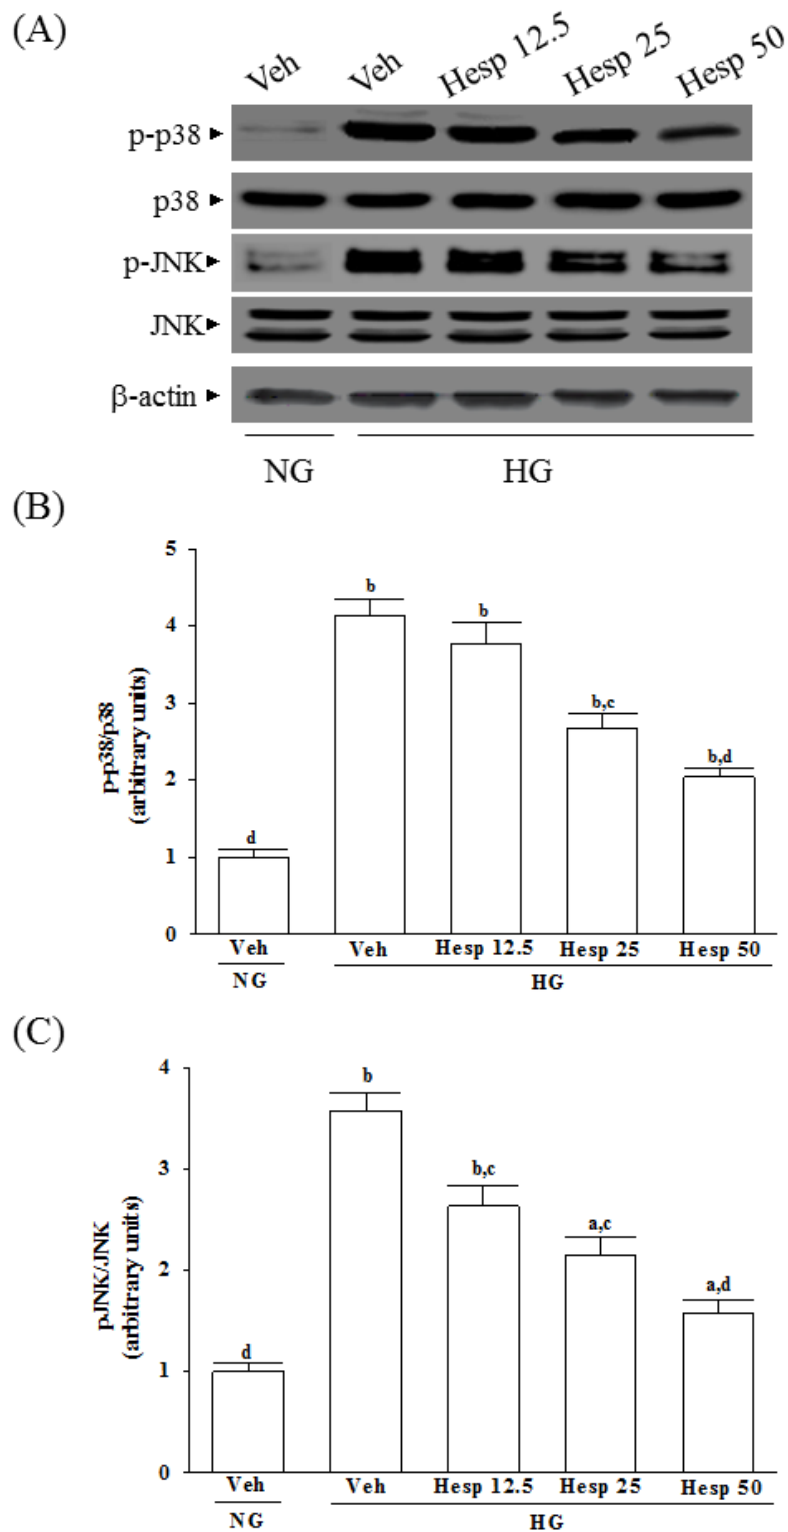 (A)
Veh Veh Hesp 12.5 Hesp 25 Hesp 50
p-p38
p38
p-JNK
JNK
β-actin
NG HG
(B)
p-p38/p38
(arbitrary units)
5
4
3
2
1
0
d b b b,c b,d
Veh Veh Hesp 12.5 Hesp 25 Hesp 50
NG HG
(C)
pJNK/JNK
(arbitrary units)
4
3
2
1
0
d b b,c a,c a,d
Veh Veh Hesp 12.5 Hesp 25 Hesp 50
NG HG